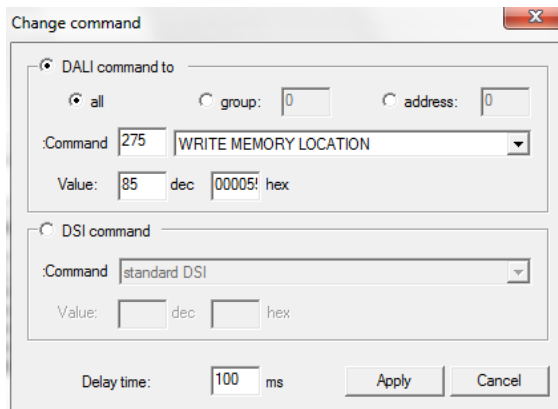 Change command
DALI command to
all group: 0 address: 0
:Command 275 WRITE MEMORY LOCATION
Value: 85 dec 000055 hex
DSI command
:Command standard DSI
Value: dec hex
Delay time: 100 ms Apply Cancel